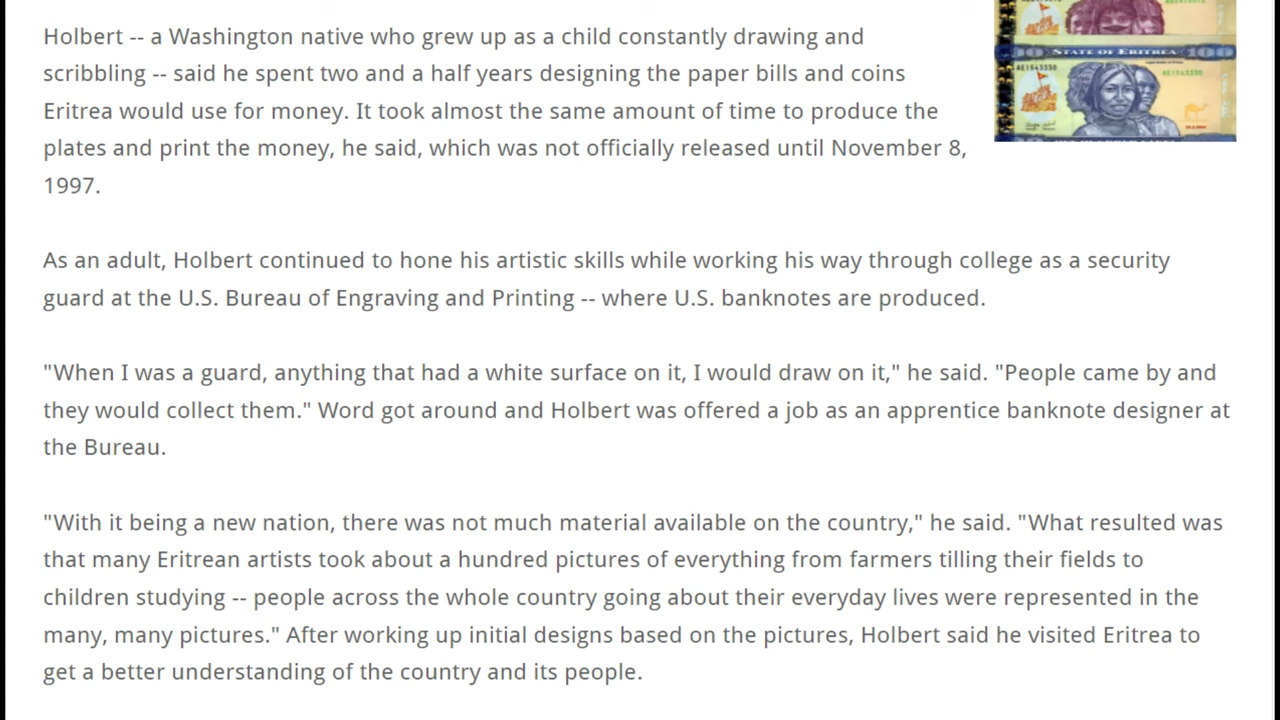 Holbert -- a Washington native who grew up as a child constantly drawing and
scribbling -- said he spent two and a half years designing the paper bills and coins
Eritrea would use for money. It took almost the same amount of time to produce the
plates and print the money, he said, which was not officially released until November 8,
1997.
STATE OF ERITREA
100
AE1543330
AE1543330
As an adult, Holbert continued to hone his artistic skills while working his way through college as a security
guard at the U.S. Bureau of Engraving and Printing -- where U.S. banknotes are produced.
"When I was a guard, anything that had a white surface on it, I would draw on it," he said. "People came by and
they would collect them." Word got around and Holbert was offered a job as an apprentice banknote designer at
the Bureau.
"With it being a new nation, there was not much material available on the country," he said. "What resulted was
that many Eritrean artists took about a hundred pictures of everything from farmers tilling their fields to
children studying -- people across the whole country going about their everyday lives were represented in the
many, many pictures." After working up initial designs based on the pictures, Holbert said he visited Eritrea to
get a better understanding of the country and its people.